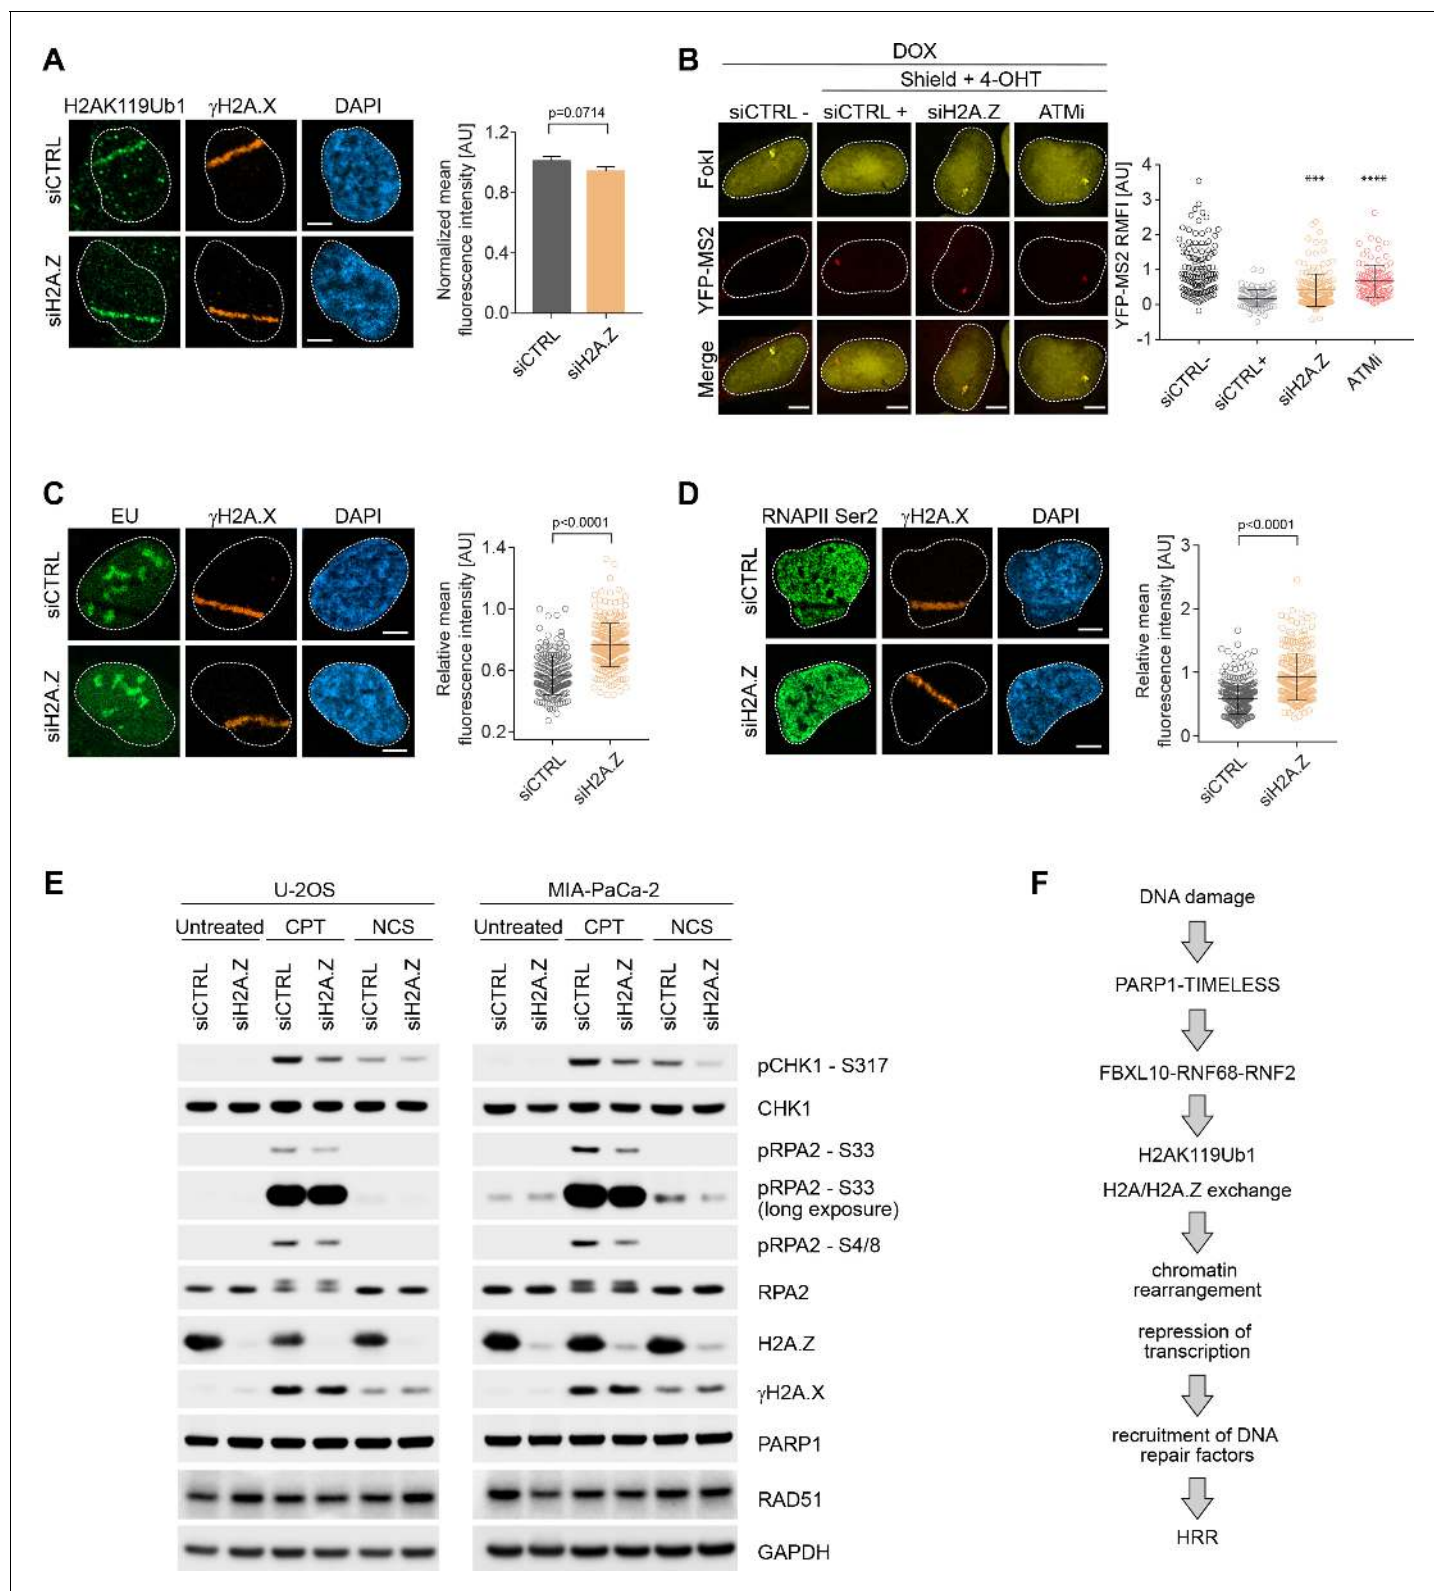 A
H2AK119Ub1 γH2A.X DAPI
siCTRL
siH2A.Z
Normalized mean
fluorescence intensity [AU]
p=0.0714
1.2
0.8
0.4
0.0
siCTRL
siH2A.Z
B
DOX
Shield + 4-OHT
siCTRL - siCTRL + siH2A.Z ATMi
FokI
YFP-MS2
Merge
YFP-MS2 RMFI [AU]
4
3
2
1
0
-1
*** ****
siCTRL-
siCTRL+
siH2A.Z
ATMi
C
EU γH2A.X DAPI
siCTRL
siH2A.Z
Relative mean
fluorescence intensity [AU]
p<0.0001
1.4
1.0
0.6
0.2
siCTRL
siH2A.Z
D
RNAPII Ser2 γH2A.X DAPI
siCTRL
siH2A.Z
Relative mean
fluorescence intensity [AU]
p<0.0001
3
2
1
0
siCTRL
siH2A.Z
E
U-2OS MIA-PaCa-2
Untreated CPT NCS Untreated CPT NCS
siCTRL siH2A.Z siCTRL siH2A.Z siCTRL siH2A.Z siCTRL siH2A.Z siCTRL siH2A.Z siCTRL siH2A.Z
pCHK1 - S317
CHK1
pRPA2 - S33
pRPA2 - S33
(long exposure)
pRPA2 - S4/8
RPA2
H2A.Z
γH2A.X
PARP1
RAD51
GAPDH
F
DNA damage
PARP1-TIMELESS
FBXL10-RNF68-RNF2
H2AK119Ub1
H2A/H2A.Z exchange
chromatin
rearrangement
repression of
transcription
recruitment of DNA
repair factors
HRR